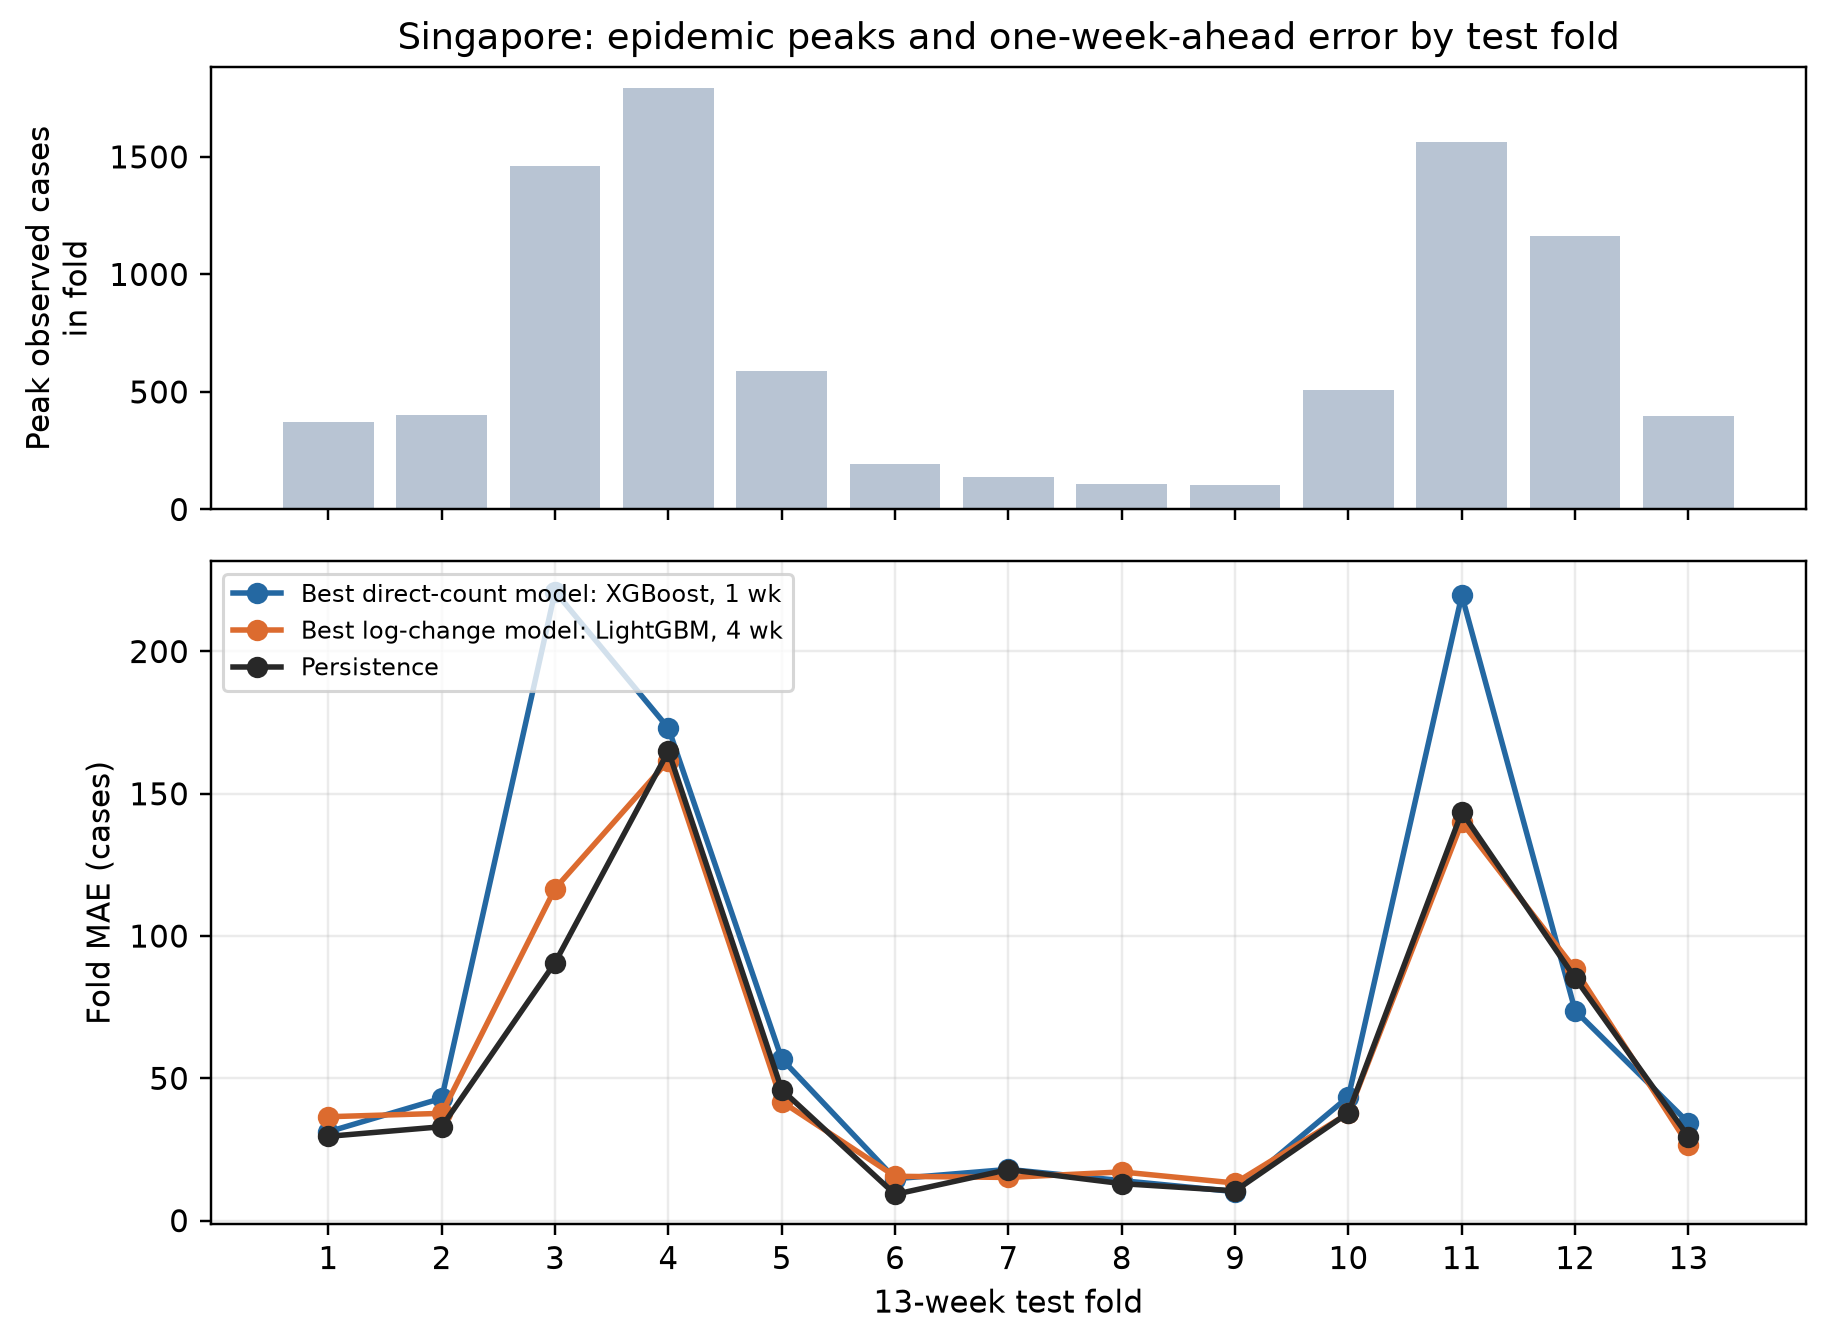 Singapore: epidemic peaks and one-week-ahead error by test fold
Peak observed cases
in fold
1500
1000
500
0
Best direct-count model: XGBoost, 1 wk
Best log-change model: LightGBM, 4 wk
Persistence
Fold MAE (cases)
200
150
100
50
0
1 2 3 4 5 6 7 8 9 10 11 12 13
13-week test fold